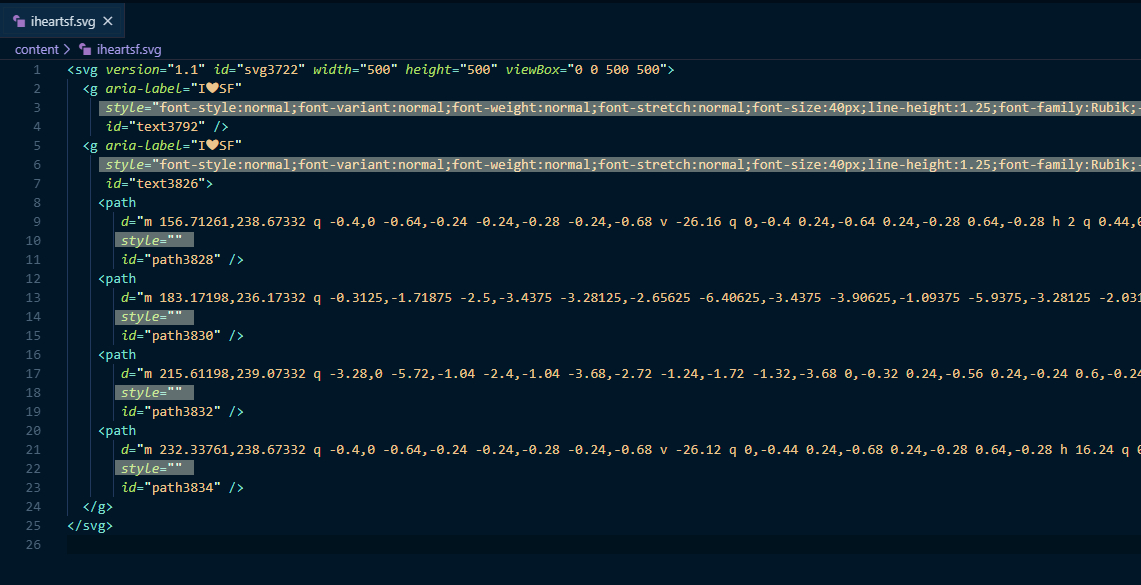 iheartsf.svg ×
content > iheartsf.svg
1 <svg version="1.1" id="svg3722" width="500" height="500" viewBox="0 0 500 500">
2 <g aria-label="I🖤SF"
3 style="font-style:normal;font-variant:normal;font-weight:normal;font-stretch:normal;font-size:40px;line-height:1.25;font-family:Rubik;-
4 id="text3792" />
5 <g aria-label="I🖤SF"
6 style="font-style:normal;font-variant:normal;font-weight:normal;font-stretch:normal;font-size:40px;line-height:1.25;font-family:Rubik;-
7 id="text3826">
8 <path
9 d="m 156.71261,238.67332 q -0.4,0 -0.64,-0.24 -0.24,-0.28 -0.24,-0.68 v -26.16 q 0,-0.4 0.24,-0.64 0.24,-0.28 0.64,-0.28 h 2 q 0.44,0
10 style=""
11 id="path3828" />
12 <path
13 d="m 183.17198,236.17332 q -0.3125,-1.71875 -2.5,-3.4375 -3.28125,-2.65625 -6.40625,-3.4375 -3.90625,-1.09375 -5.9375,-3.28125 -2.031
14 style=""
15 id="path3830" />
16 <path
17 d="m 215.61198,239.07332 q -3.28,0 -5.72,-1.04 -2.4,-1.04 -3.68,-2.72 -1.24,-1.72 -1.32,-3.68 0,-0.32 0.24,-0.56 0.24,-0.24 0.6,-0.24
18 style=""
19 id="path3832" />
20 <path
21 d="m 232.33761,238.67332 q -0.4,0 -0.64,-0.24 -0.24,-0.28 -0.24,-0.68 v -26.12 q 0,-0.44 0.24,-0.68 0.24,-0.28 0.64,-0.28 h 16.24 q 0
22 style=""
23 id="path3834" />
24 </g>
25 </svg>
26